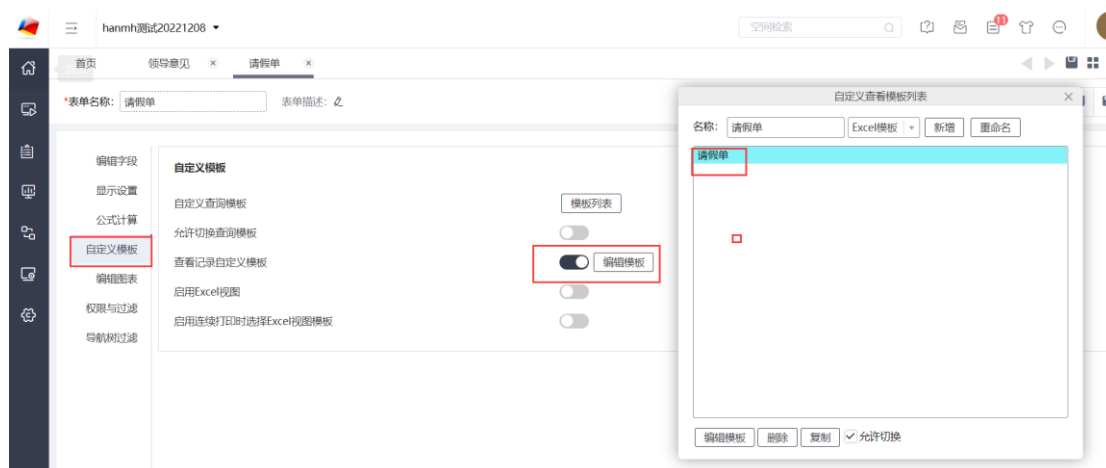 hanmh测试20221208
空间检索
11
首页 领导意见 × 请假单 ×
*表单名称: 请假单 表单描述:
编辑字段
显示设置
公式计算
自定义模板
编辑图表
权限与过滤
导航树过滤
自定义模板
自定义查询模板 模板列表
允许切换查询模板
查看记录自定义模板 编辑模板
启用Excel视图
启用连续打印时选择Excel视图模板
自定义查看模板列表 ×
名称: 请假单 Excel模板 新增 重命名
请假单
编辑模板 删除 复制 允许切换